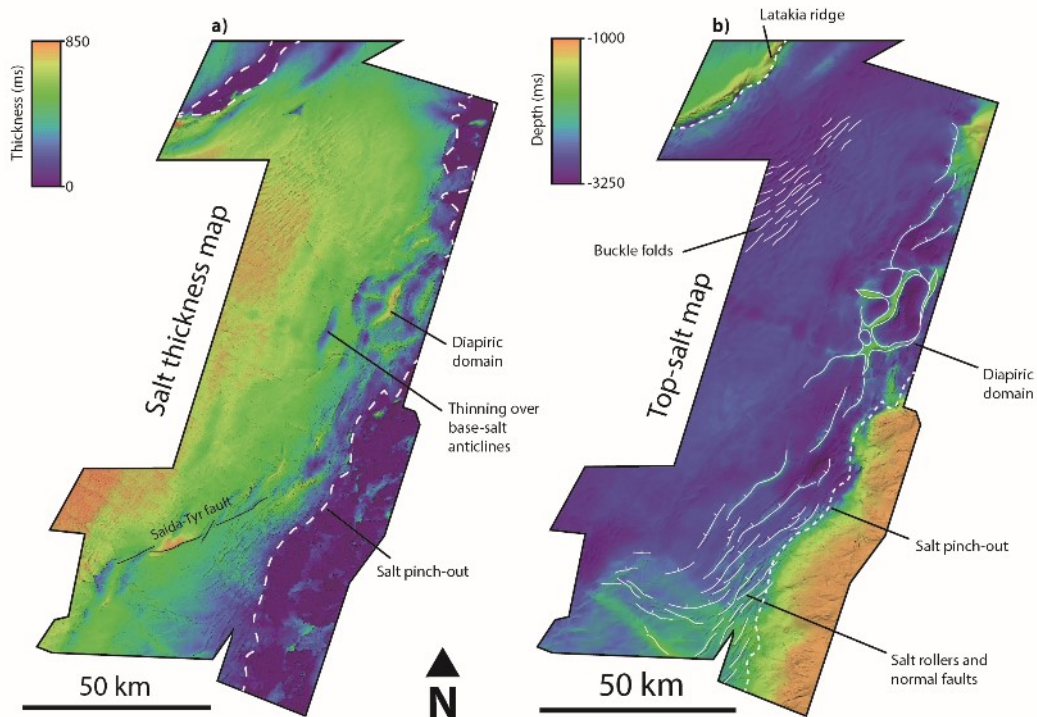 a)
850
Thickness (ms)
0
Salt thickness map
Diapiric
domain
Thinning over
base-salt
anticlines
Saida-Tyr fault
Salt pinch-out
50 km
N
b)
Latakia ridge
-1000
Depth (ms)
-3250
Buckle folds
Top-salt map
Diapiric
domain
Salt pinch-out
Salt rollers and
normal faults
50 km